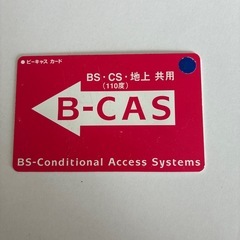 ● ビーキャス カード
BS・CS・地上 共用
(110度)
B-CAS
BS-Conditional Access Systems